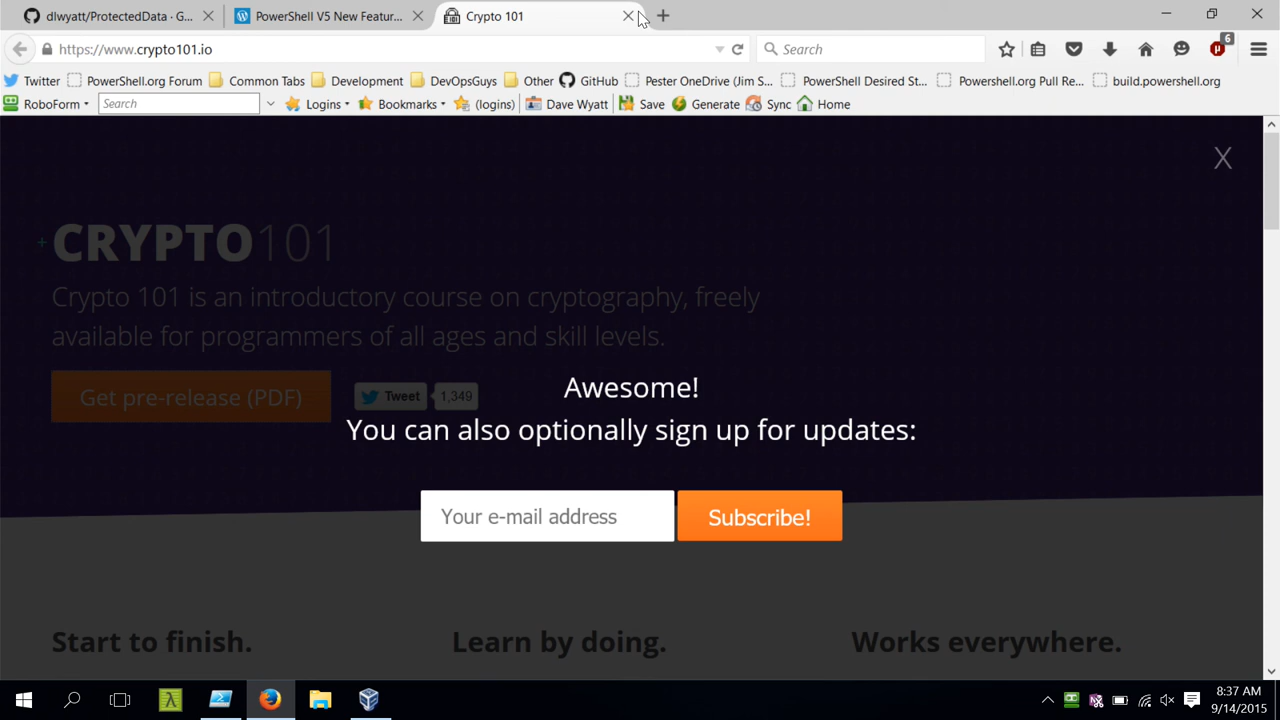 dlwyatt/ProtectedData · G...
PowerShell V5 New Featur...
Crypto 101
https://www.crypto101.io
Search
6
Twitter
PowerShell.org Forum
Common Tabs
Development
DevOpsGuys
Other
GitHub
Pester OneDrive (Jim S...
PowerShell Desired St...
Powershell.org Pull Re...
build.powershell.org
RoboForm
Search
Logins
Bookmarks
(logins)
Dave Wyatt
Save
Generate
Sync
Home
X
CRYPTO101
Crypto 101 is an introductory course on cryptography, freely
available for programmers of all ages and skill levels.
Get pre-release (PDF)
Tweet
1,349
Awesome!
You can also optionally sign up for updates:
Your e-mail address
Subscribe!
Start to finish.
Learn by doing.
Works everywhere.
8:37 AM
9/14/2015